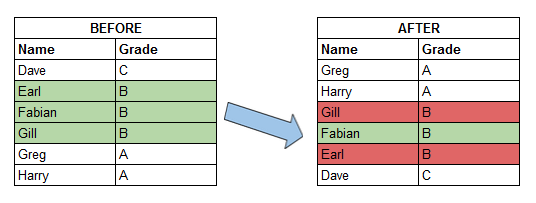 BEFORE
Name Grade
Dave C
Earl B
Fabian B
Gill B
Greg A
Harry A
AFTER
Name Grade
Greg A
Harry A
Gill B
Fabian B
Earl B
Dave C